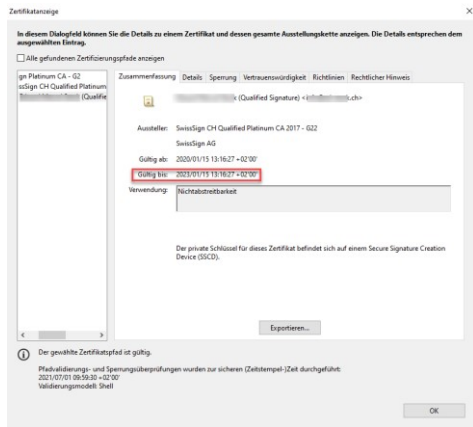 Zertifikatanzeige
In diesem Dialogfeld können Sie die Details zu einem Zertifikat und dessen gesamte Ausstellungskette anzeigen. Die Details entsprechen dem
ausgewählten Eintrag.
Alle gefundenen Zertifizierungspfade anzeigen
gn Platinum CA - G2
ssSign CH Qualified Platinum
(Qualifie
Zusammenfassung Details Sperrung Vertrauenswürdigkeit Richtlinien Rechtlicher Hinweis
(Qualified Signature) < .ch>
Aussteller: SwissSign CH Qualified Platinum CA 2017 - G22
SwissSign AG
Gültig ab: 2020/01/15 13:16:27 +02'00'
Gültig bis: 2023/01/15 13:16:27 +02'00'
Verwendung: Nichtabstreitbarkeit
Der private Schlüssel für dieses Zertifikat befindet sich auf einem Secure Signature Creation
Device (SSCD).
Exportieren...
Der gewählte Zertifikatspfad ist gültig.
Pfadvalidierungs- und Sperrungsüberprüfungen wurden zur sicheren (Zeitstempel-)Zeit durchgeführt:
2021/07/01 09:59:30 +02'00'
Validierungsmodell: Shell
OK